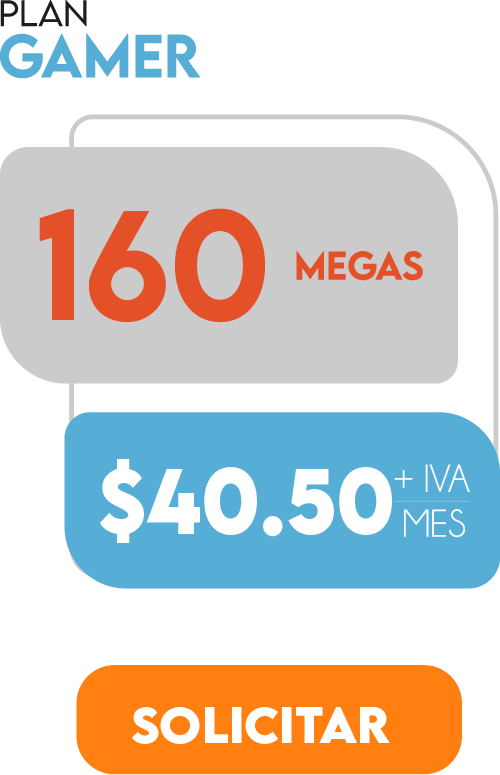 PLAN
GAMER
160 MEGAS
$40.50 + IVA
MES
SOLICITAR